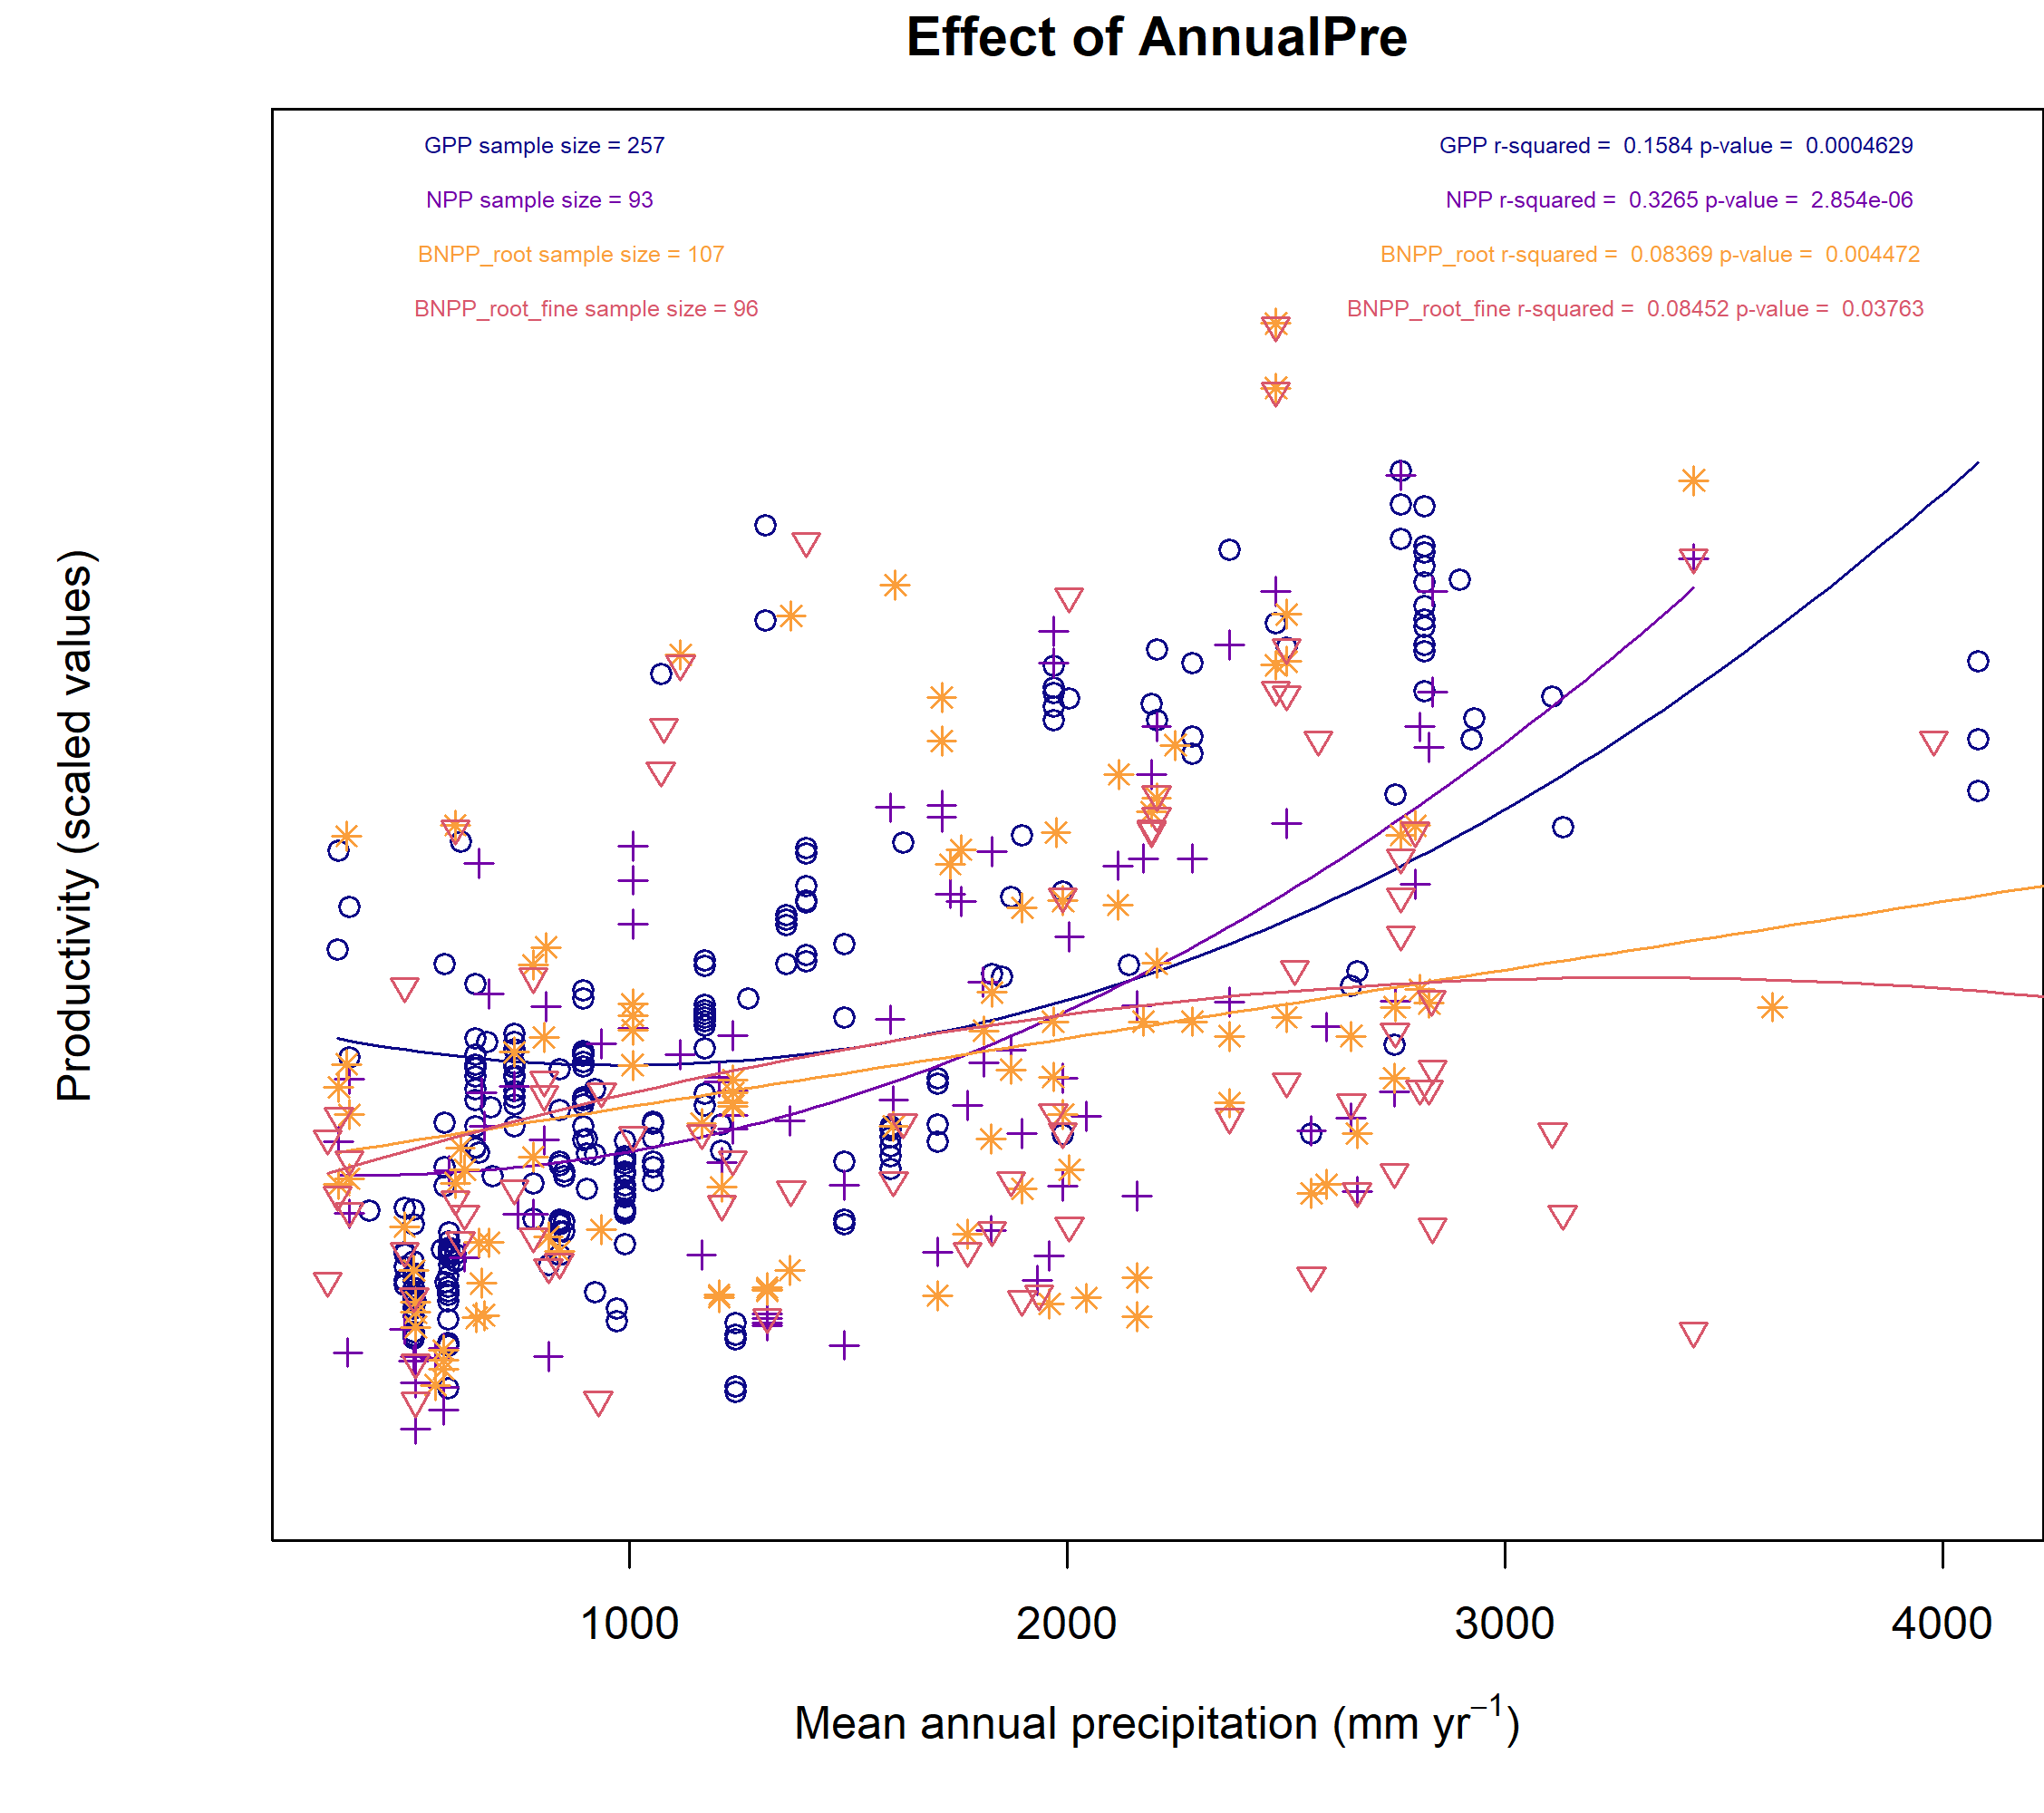 Effect of AnnualPre
GPP sample size = 257
GPP r-squared =  0.1584 p-value =  0.0004629
NPP sample size = 93
NPP r-squared =  0.3265 p-value =  2.854e-06
BNPP_root sample size = 107
BNPP_root r-squared =  0.08369 p-value =  0.004472
BNPP_root_fine sample size = 96
BNPP_root_fine r-squared =  0.08452 p-value =  0.03763
Productivity (scaled values)
1000 2000 3000 4000
Mean annual precipitation (mm yr⁻¹)